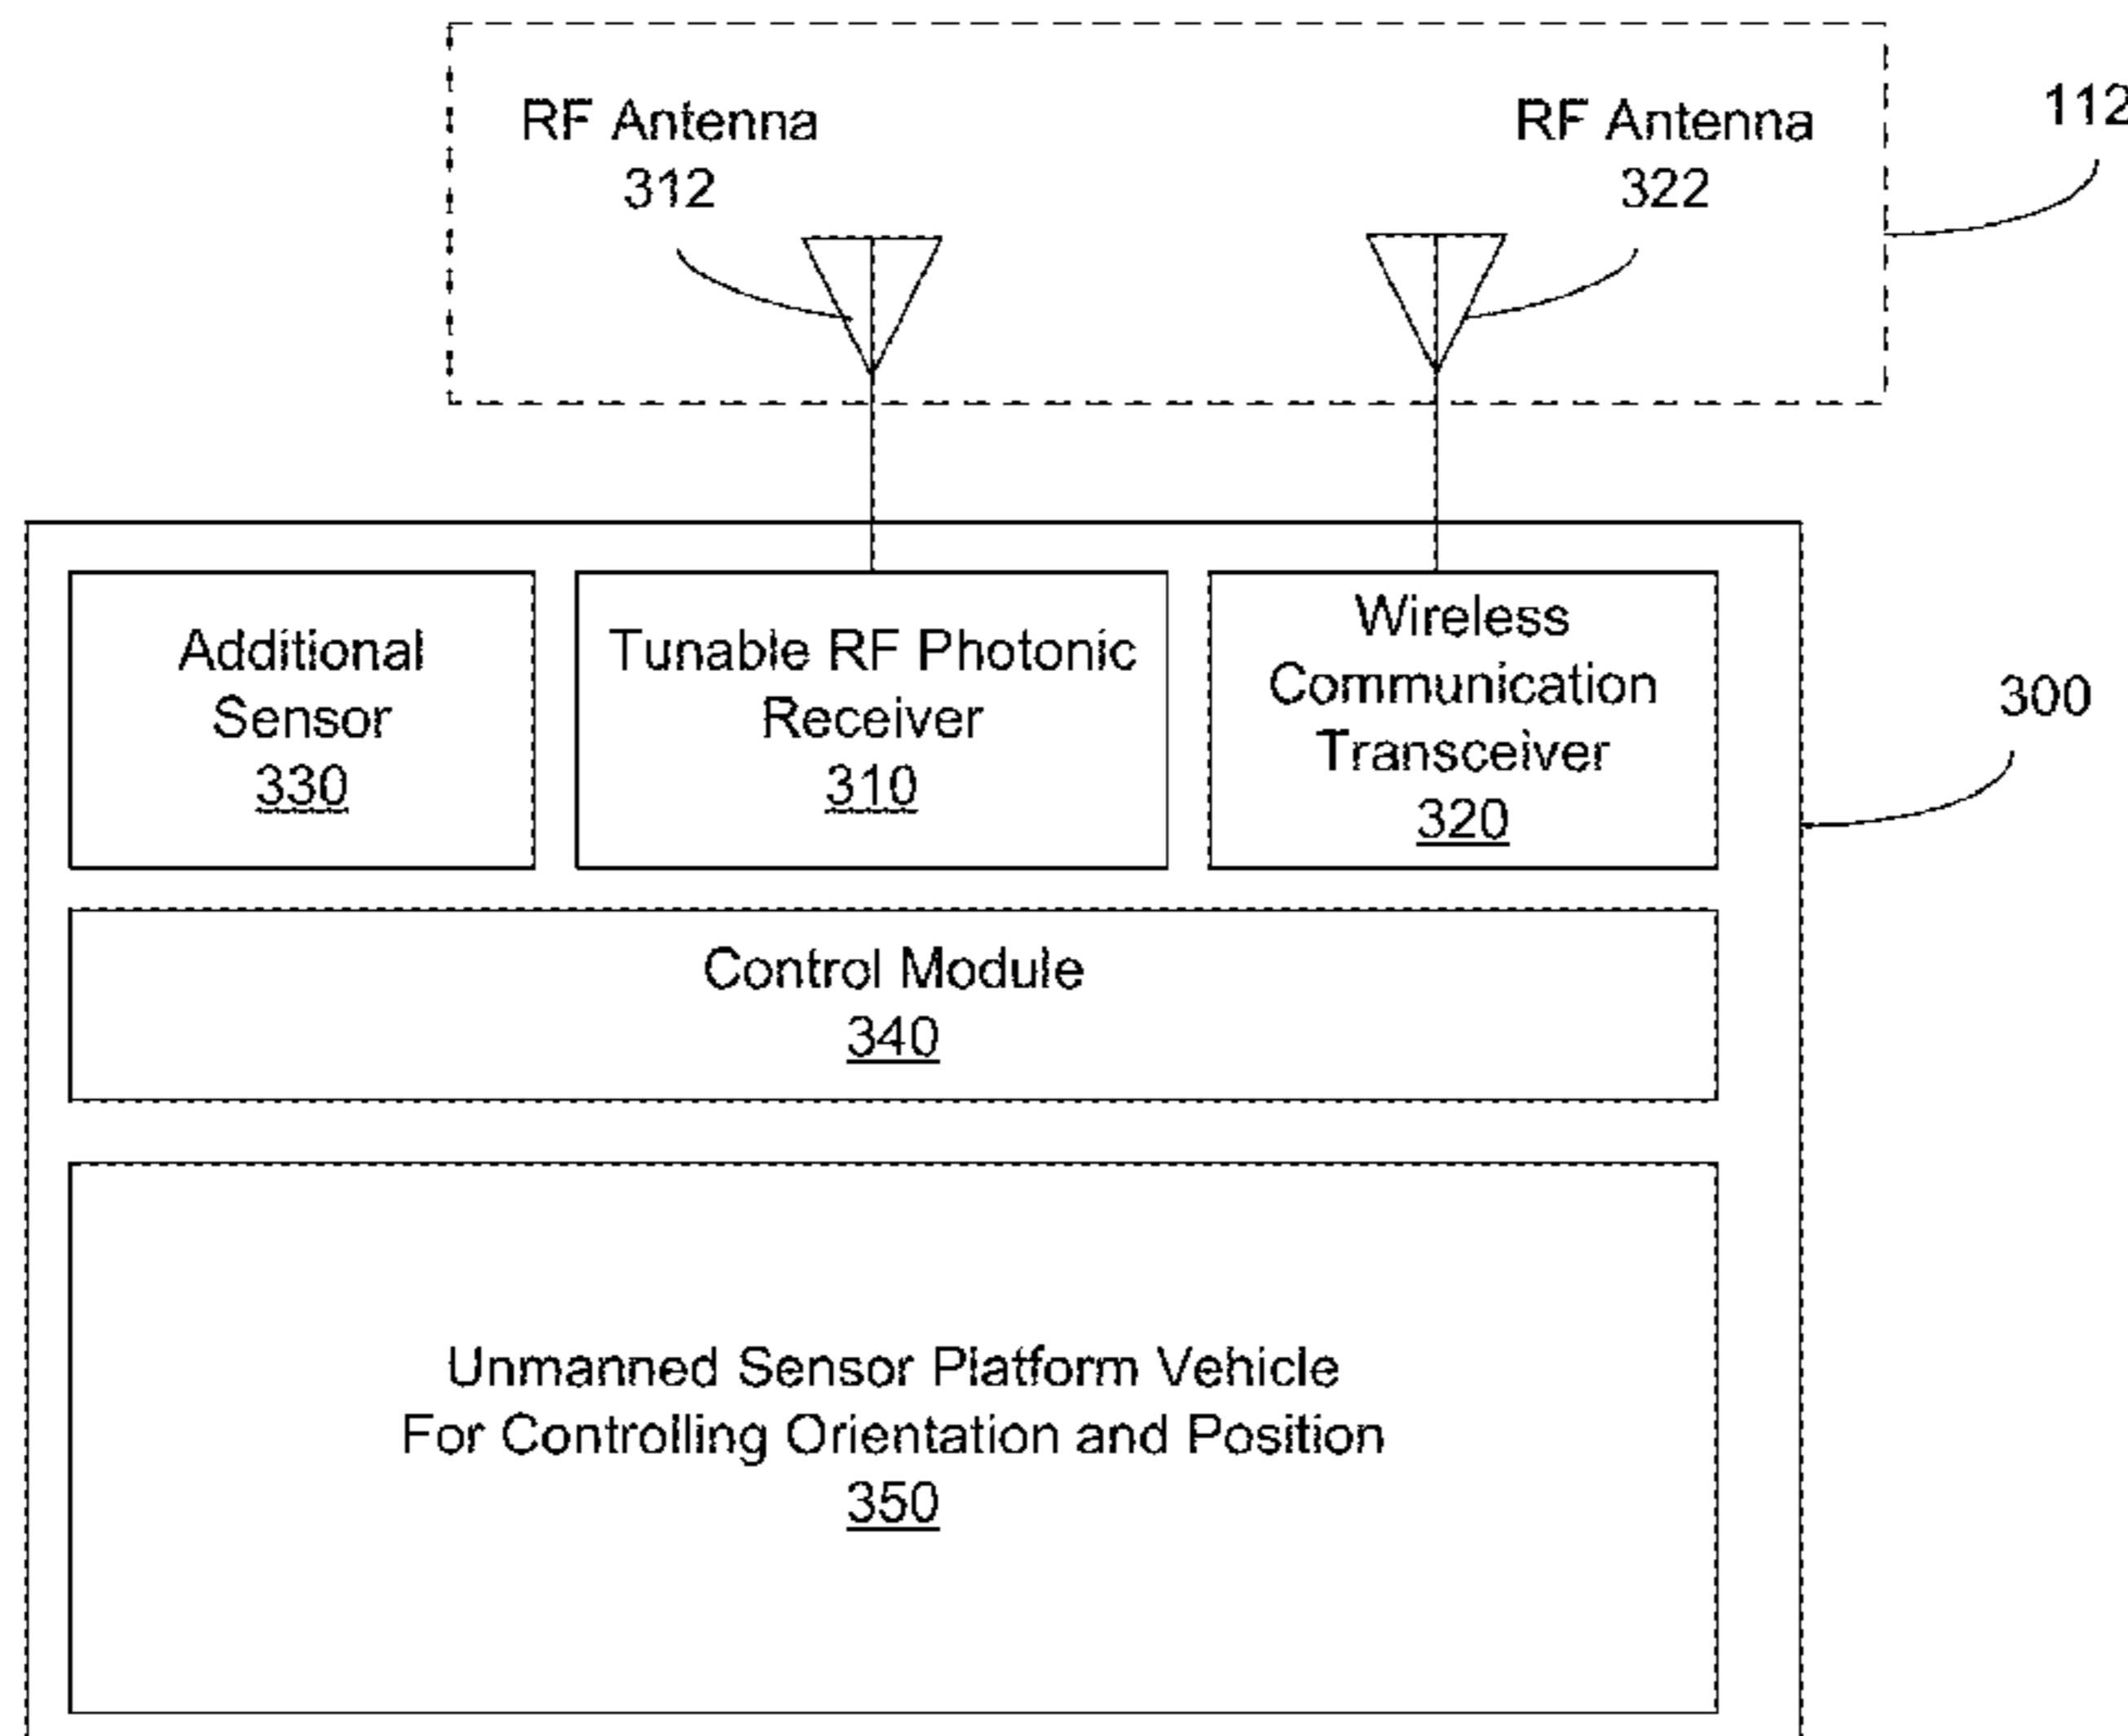 RF Antenna
312
RF Antenna
322
112
Additional
Sensor
330
Tunable RF Photonic
Receiver
310
Wireless
Communication
Transceiver
320
300
Control Module
340
Unmanned Sensor Platform Vehicle
For Controlling Orientation and Position
350